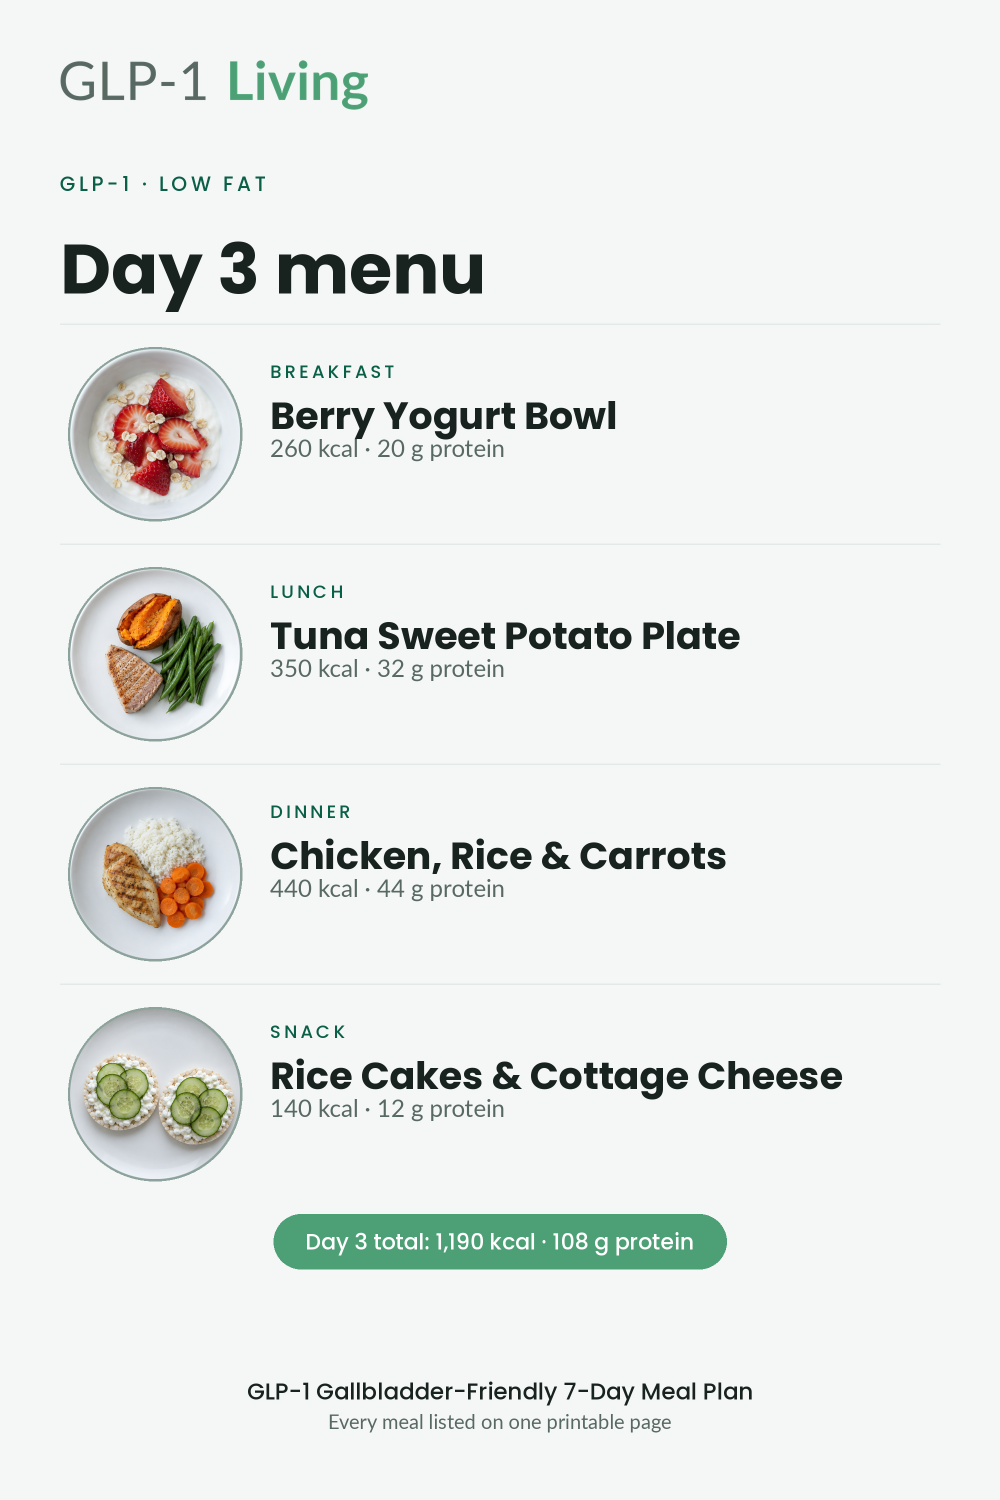 GLP-1 Living
GLP-1 · LOW FAT
Day 3 menu
BREAKFAST
Berry Yogurt Bowl
260 kcal · 20 g protein
LUNCH
Tuna Sweet Potato Plate
350 kcal · 32 g protein
DINNER
Chicken, Rice & Carrots
440 kcal · 44 g protein
SNACK
Rice Cakes & Cottage Cheese
140 kcal · 12 g protein
Day 3 total: 1,190 kcal · 108 g protein
GLP-1 Gallbladder-Friendly 7-Day Meal Plan
Every meal listed on one printable page